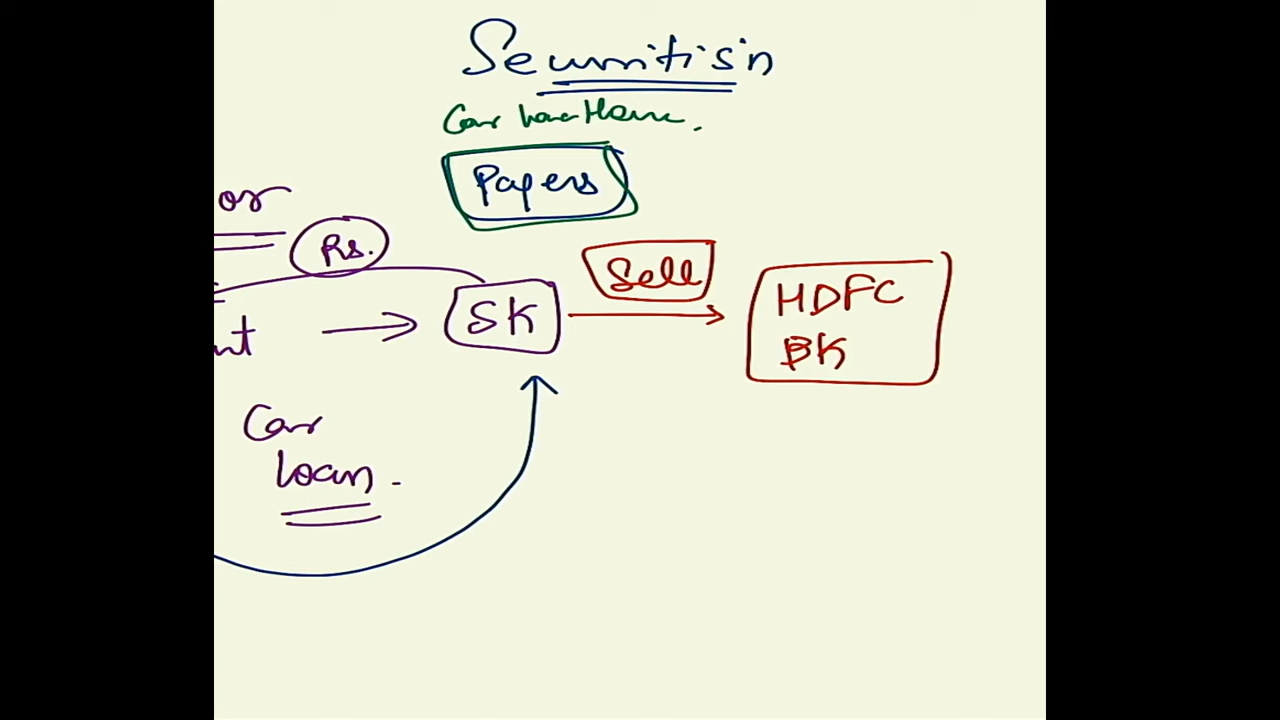 Securitis'n
Car loan Home.
Papers
or
Rs.
Sell
SK
HDFC
BK
nt
Car
loan.